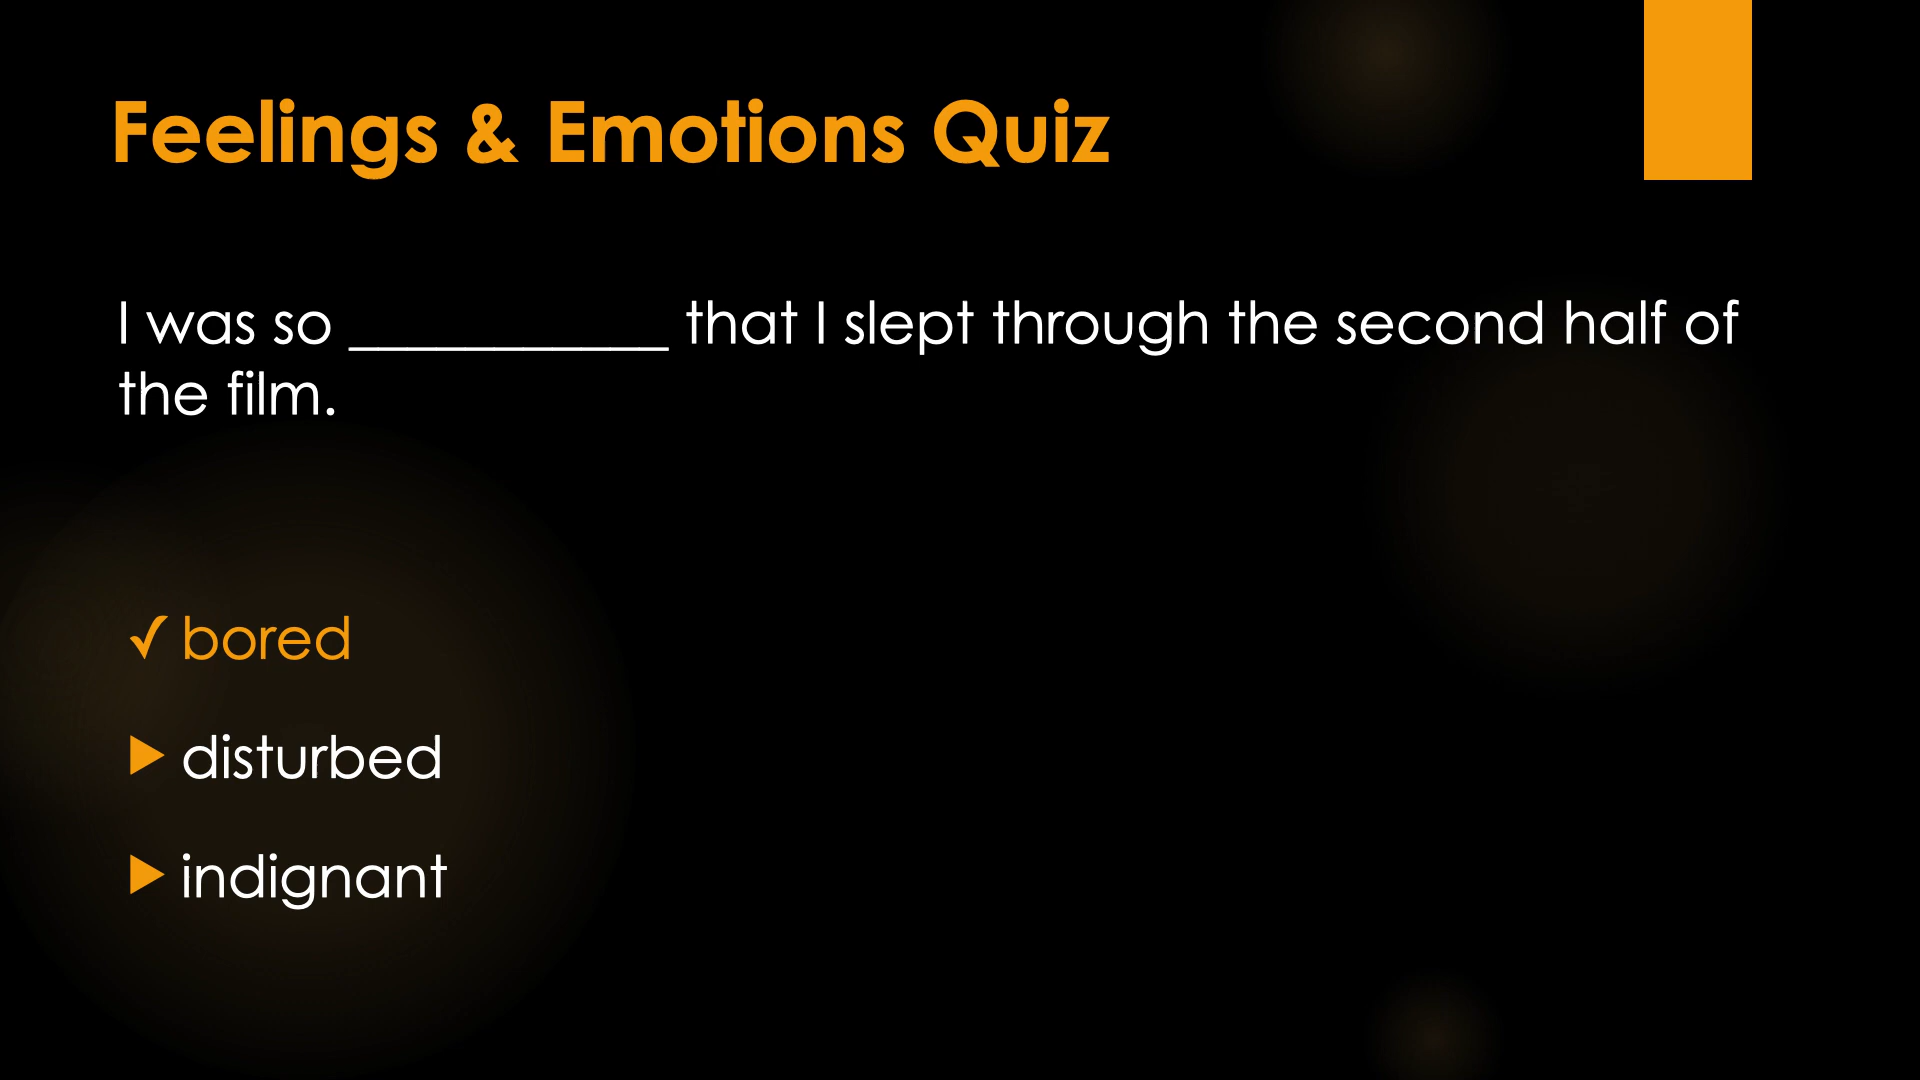 Feelings & Emotions Quiz
I was so ___________ that I slept through the second half of
the film.
✓ bored
▶ disturbed
▶ indignant